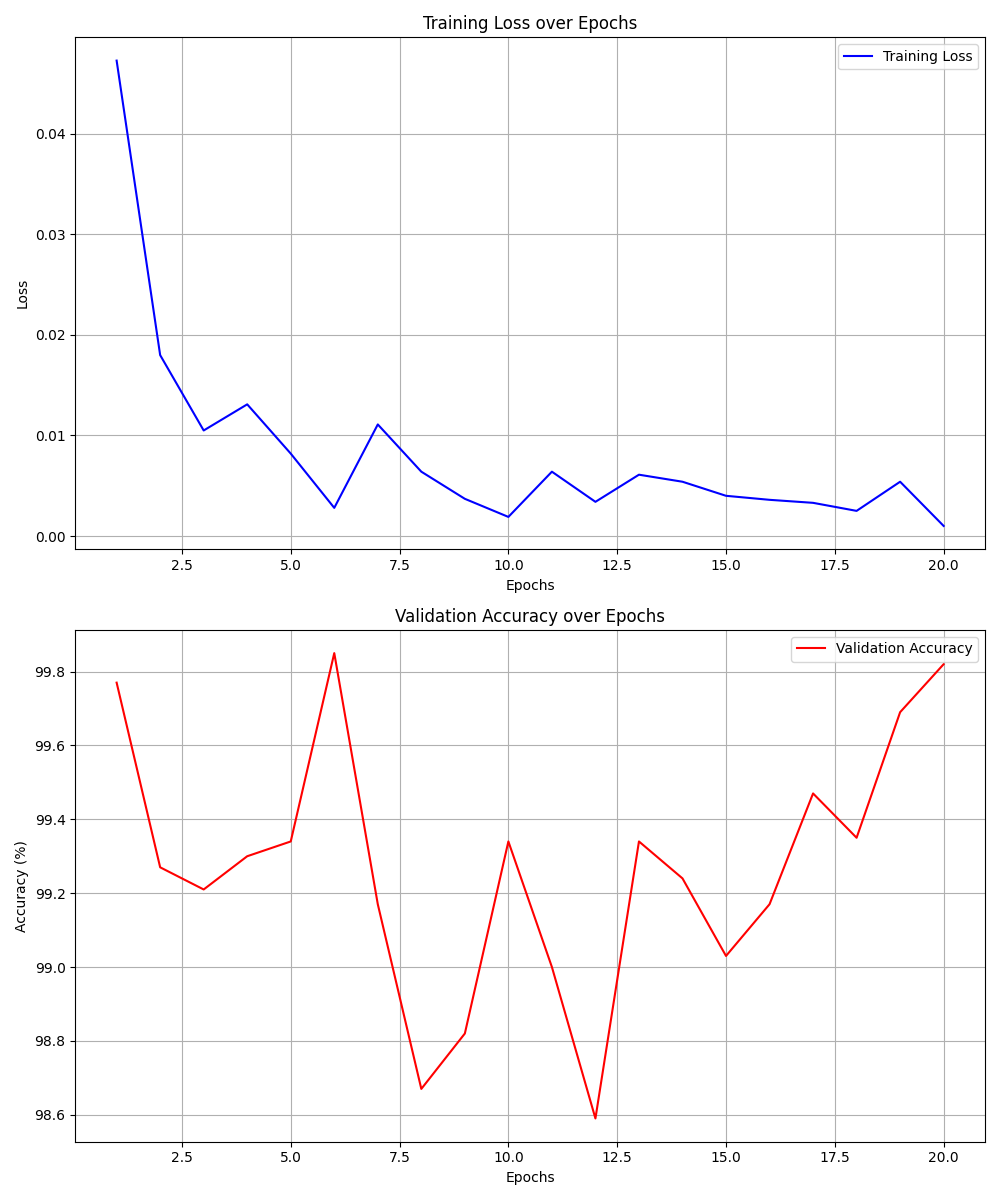 Training Loss over Epochs
Training Loss
0.04
0.03
0.02
0.01
0.00
Loss
2.5 5.0 7.5 10.0 12.5 15.0 17.5 20.0
Epochs
Validation Accuracy over Epochs
Validation Accuracy
99.8
99.6
99.4
99.2
99.0
98.8
98.6
Accuracy (%)
2.5 5.0 7.5 10.0 12.5 15.0 17.5 20.0
Epochs